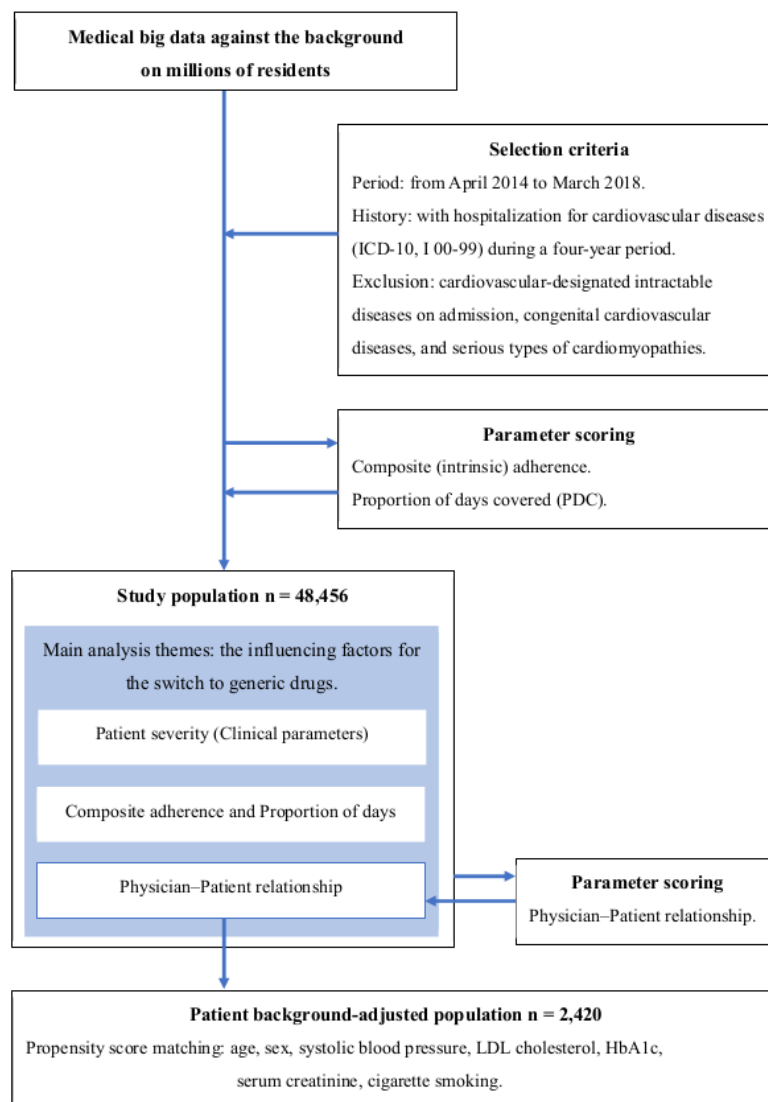 Medical big data against the background
on millions of residents
Selection criteria
Period: from April 2014 to March 2018.
History: with hospitalization for cardiovascular diseases
(ICD-10, I 00-99) during a four-year period.
Exclusion: cardiovascular-designated intractable
diseases on admission, congenital cardiovascular
diseases, and serious types of cardiomyopathies.
Parameter scoring
Composite (intrinsic) adherence.
Proportion of days covered (PDC).
Study population n = 48,456
Main analysis themes: the influencing factors for
the switch to generic drugs.
Patient severity (Clinical parameters)
Composite adherence and Proportion of days
Physician–Patient relationship
Parameter scoring
Physician–Patient relationship.
Patient background-adjusted population n = 2,420
Propensity score matching: age, sex, systolic blood pressure, LDL cholesterol, HbA1c,
serum creatinine, cigarette smoking.